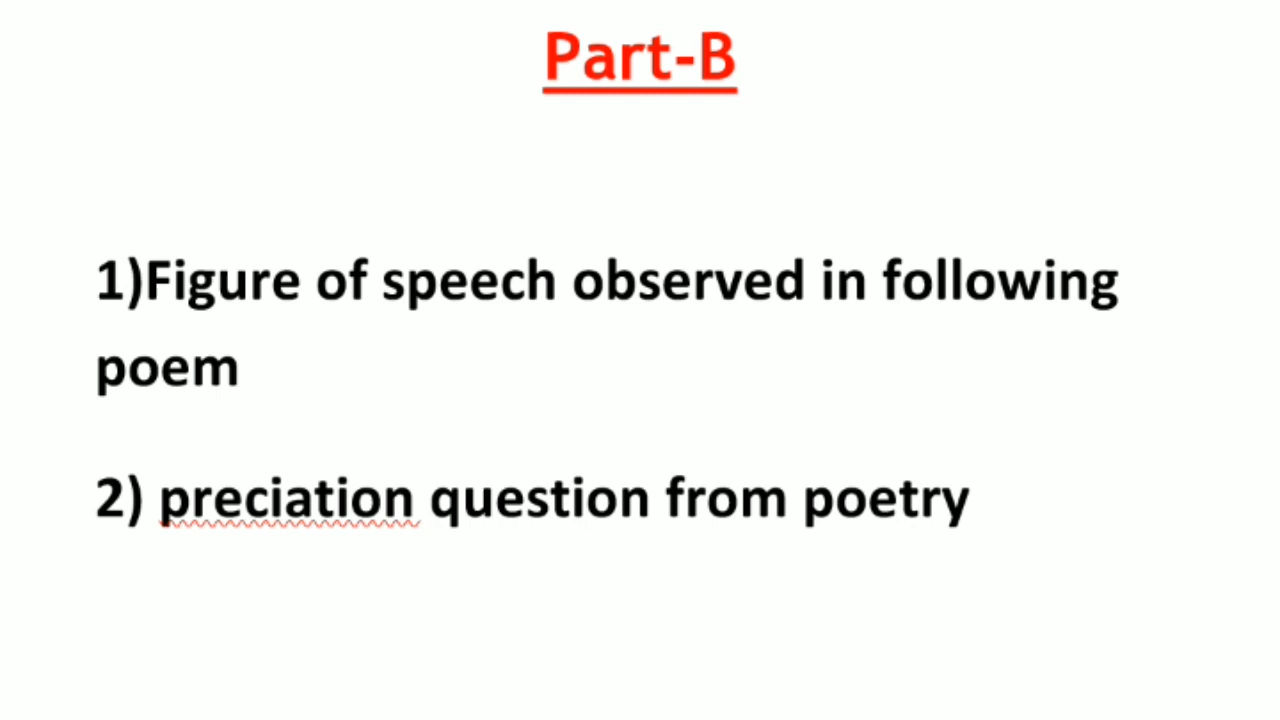 Part-B
1)Figure of speech observed in following
poem
2) preciation question from poetry